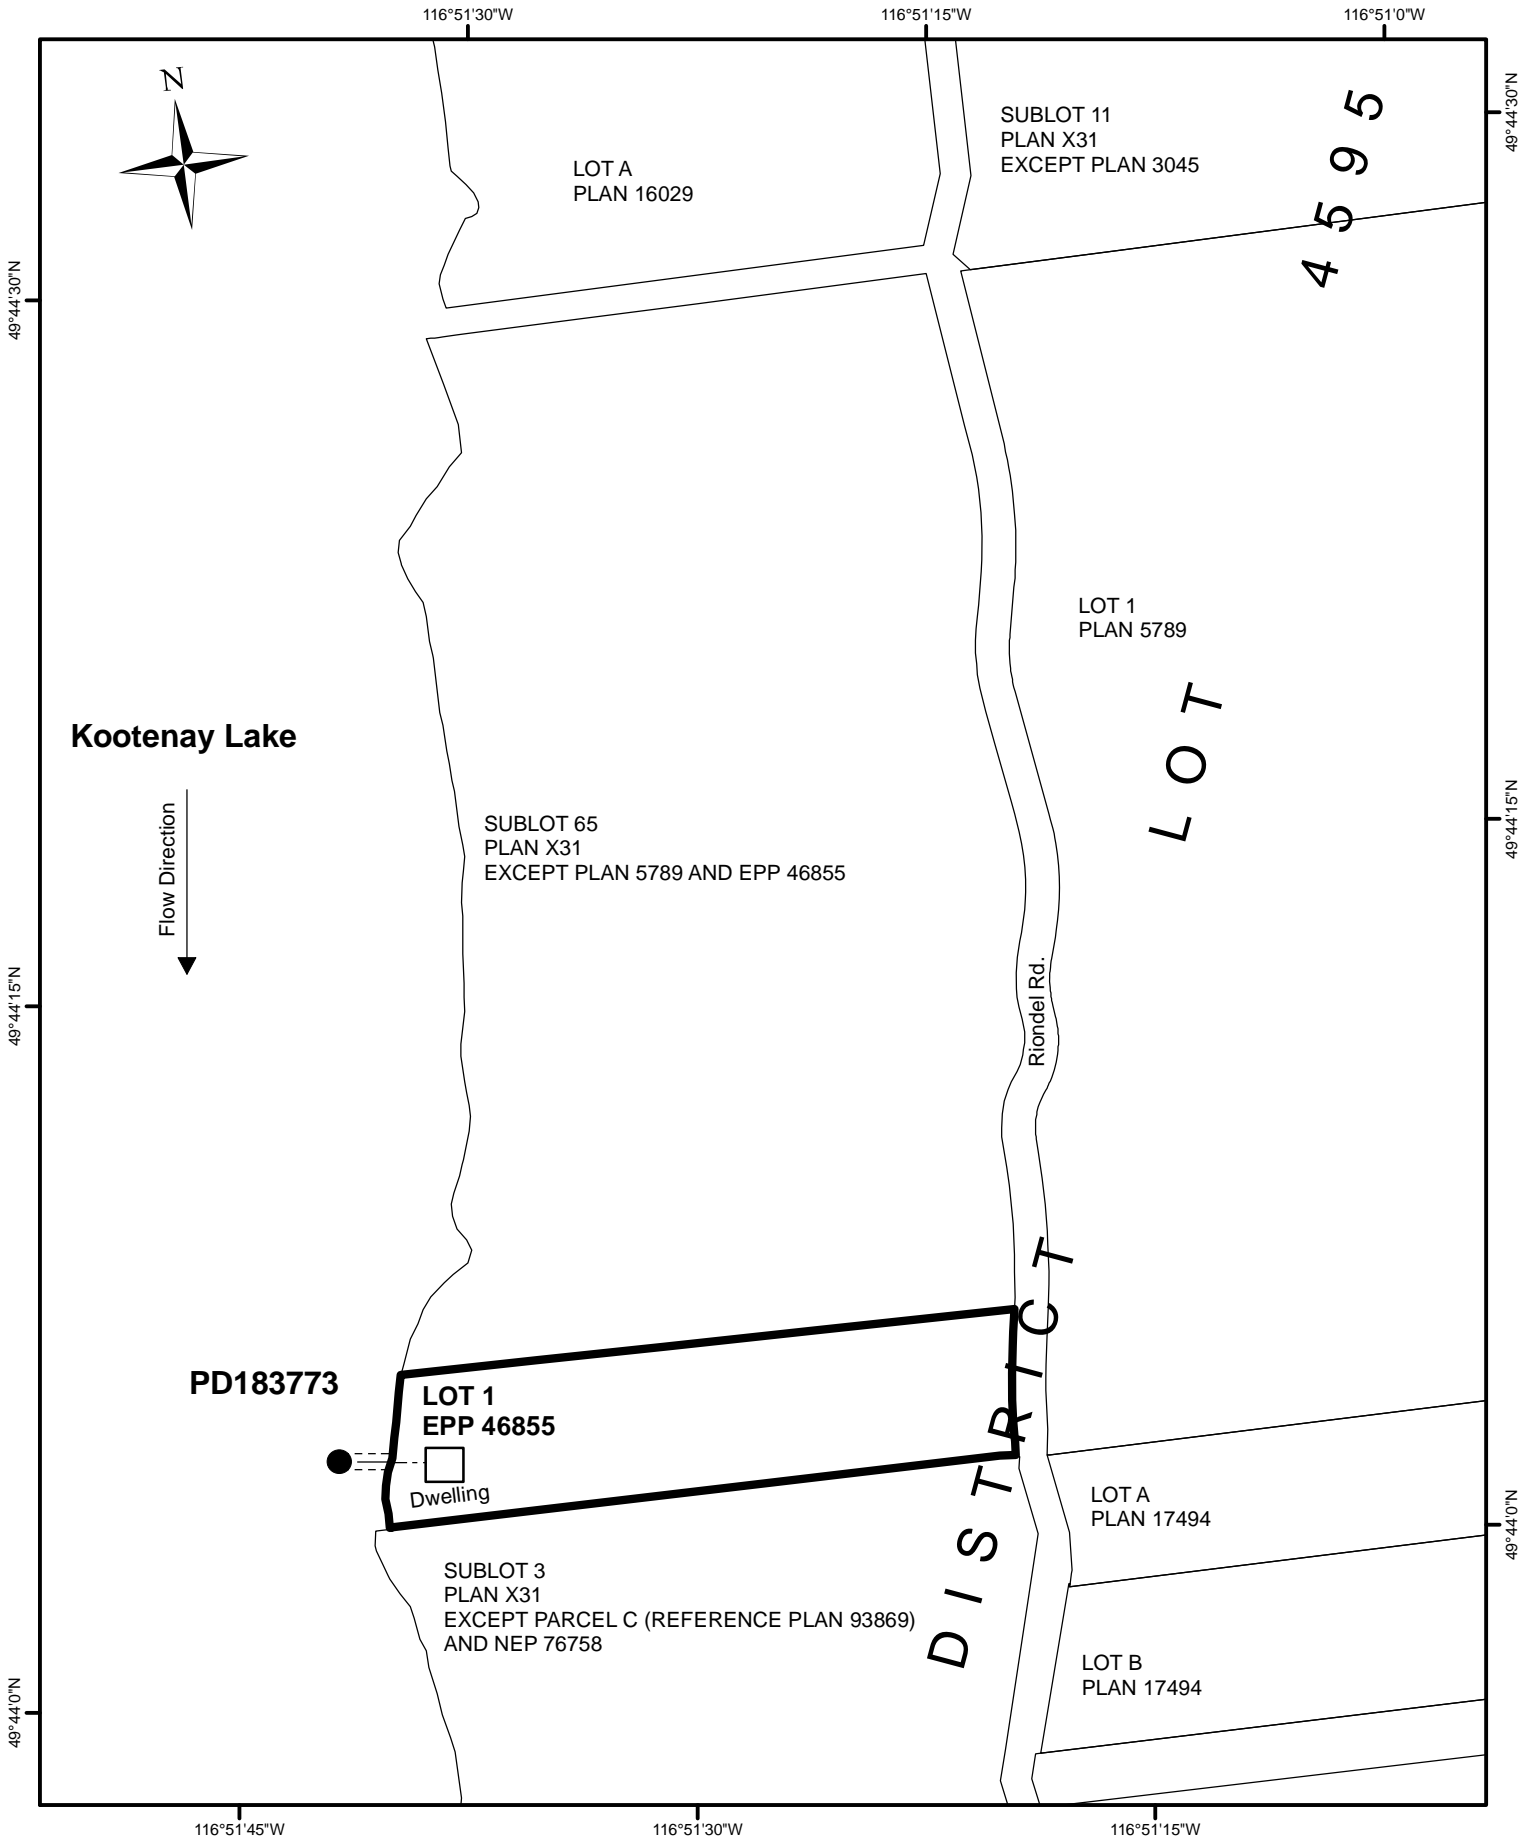 116°51'30"W
116°51'15"W
116°51'0"W
N
49°44'30"N
49°44'30"N
LOT A
PLAN 16029
SUBLOT 11
PLAN X31
EXCEPT PLAN 3045
LOT 1
PLAN 5789
Kootenay Lake
Flow Direction
SUBLOT 65
PLAN X31
EXCEPT PLAN 5789 AND EPP 46855
49°44'15"N
49°44'15"N
Riondel Rd.
DISTRICT LOT 4595
PD183773
LOT 1
EPP 46855
Dwelling
LOT A
PLAN 17494
49°44'0"N
SUBLOT 3
PLAN X31
EXCEPT PARCEL C (REFERENCE PLAN 93869)
AND NEP 76758
LOT B
PLAN 17494
49°44'0"N
116°51'45"W
116°51'30"W
116°51'15"W